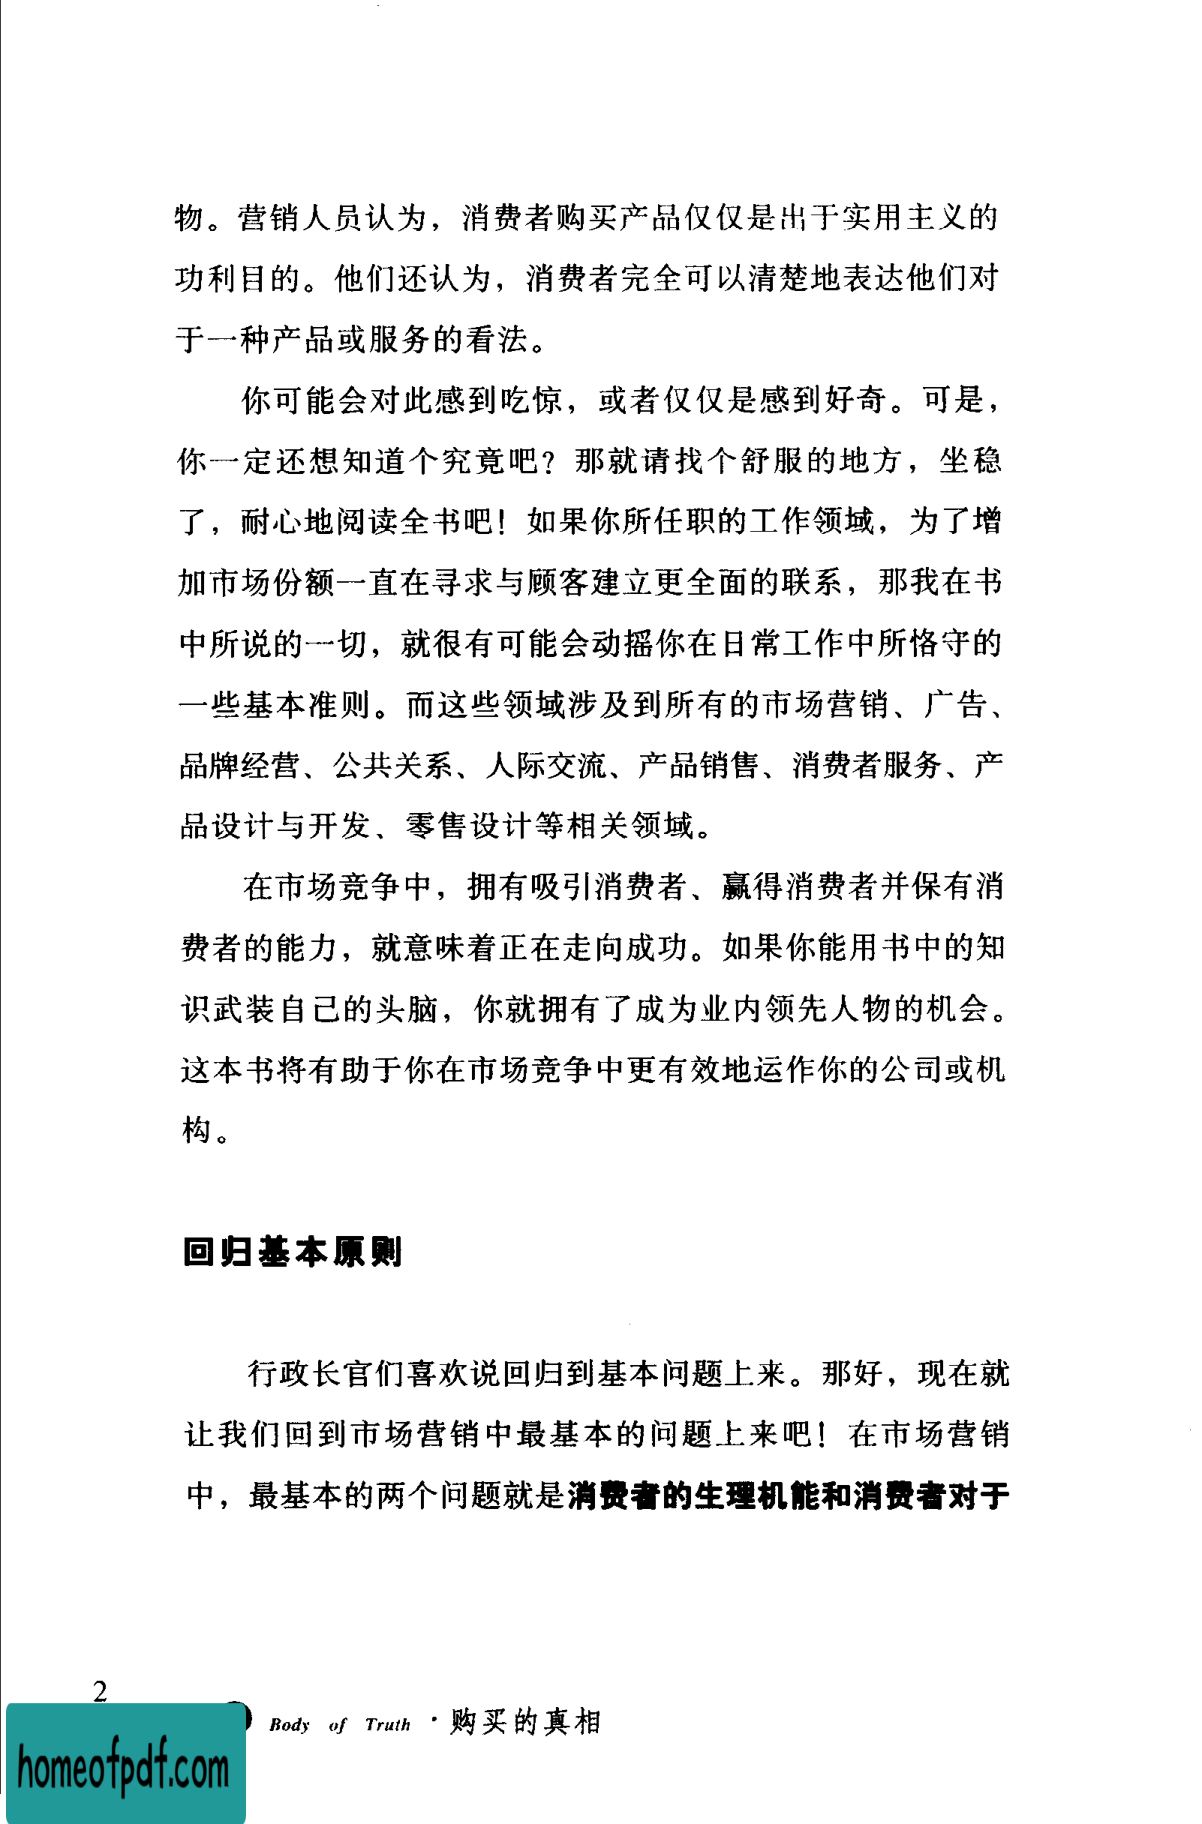 物。营销人员认为，消费者购买产品仅仅是出于实用主义的
功利目的。他们还认为，消费者完全可以清楚地表达他们对
于一种产品或服务的看法。
你可能会对此感到吃惊，或者仅仅是感到好奇。可是，
你一定还想知道个究竟吧？那就请找个舒服的地方，坐稳
了，耐心地阅读全书吧！如果你所任职的工作领域，为了增
加市场份额一直在寻求与顾客建立更全面的联系，那我在书
中所说的一切，就很有可能会动摇你在日常工作中所恪守的
一些基本准则。而这些领域涉及到所有的市场营销、广告、
品牌经营、公共关系、人际交流、产品销售、消费者服务、产
品设计与开发、零售设计等相关领域。
在市场竞争中，拥有吸引消费者、赢得消费者并保有消
费者的能力，就意味着正在走向成功。如果你能用书中的知
识武装自己的头脑，你就拥有了成为业内领先人物的机会。
这本书将有助于你在市场竞争中更有效地运作你的公司或机
构。
回归基本原则
行政长官们喜欢说回归到基本问题上来。那好，现在就
让我们回到市场营销中最基本的问题上来吧！在市场营销
中，最基本的两个问题就是消费者的生理机能和消费者对于
2
Body of Truth · 购买的真相
homeofpdf.com